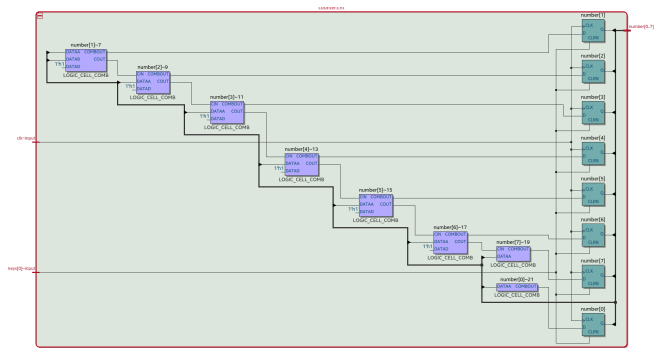 number[1]~7
DATAA COMBOUT
DATAD
1'h1
LOGIC_CELL_COMB
number[2]~9
CIN COMBOUT
DATAA COUT
1'h1
DATAD
LOGIC_CELL_COMB
number[3]~11
CIN COMBOUT
DATAA COUT
1'h1
DATAD
LOGIC_CELL_COMB
number[4]~13
CIN COMBOUT
DATAA COUT
1'h1
DATAD
LOGIC_CELL_COMB
number[5]~15
CIN COMBOUT
DATAA COUT
1'h1
DATAD
LOGIC_CELL_COMB
number[6]~17
CIN COMBOUT
DATAA COUT
1'h1
DATAD
LOGIC_CELL_COMB
number[7]~19
CIN COMBOUT
DATAA
LOGIC_CELL_COMB
number[0]~21
DATAA COMBOUT
LOGIC_CELL_COMB
clk~input
keys[0]~input
number[1]
CLK
D
Q
CLRN
number[2]
CLK
D
Q
CLRN
number[3]
CLK
D
Q
CLRN
number[4]
CLK
D
Q
CLRN
number[5]
CLK
D
Q
CLRN
number[6]
CLK
D
Q
CLRN
number[7]
CLK
D
Q
CLRN
number[0]
CLK
D
Q
CLRN
number[0..7]